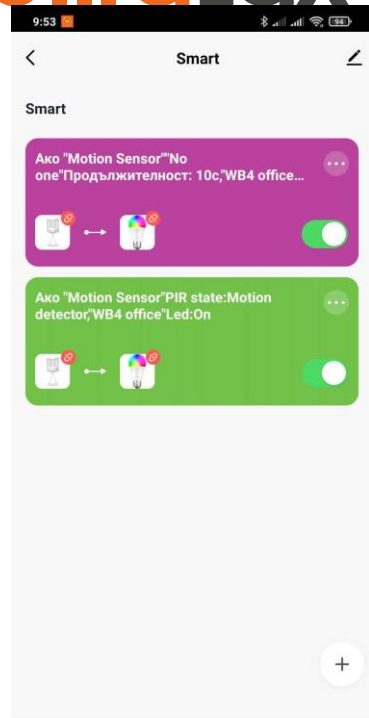 9:53
94
Smart
Smart
Ако "Motion Sensor""No
one"Продължителност: 10с,"WB4 office...
Ако "Motion Sensor"PIR state:Motion
detector,"WB4 office"Led:On